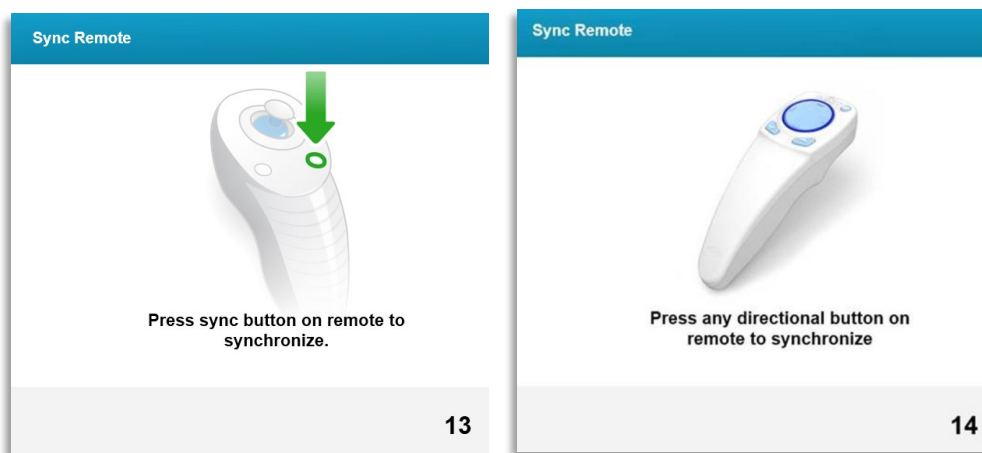 Sync Remote
Press sync button on remote to
synchronize.
13
Sync Remote
Press any directional button on
remote to synchronize
14